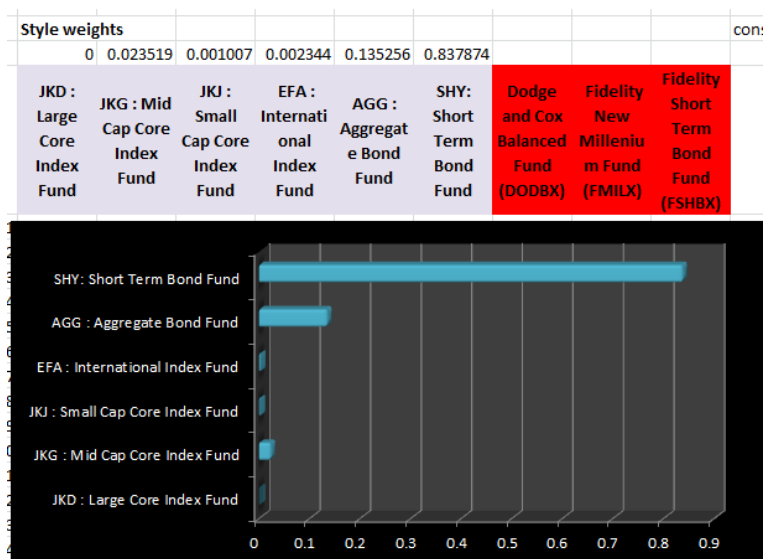 Style weights
0 0.023519 0.001007 0.002344 0.135256 0.837874
JKD :
Large
Core
Index
Fund
JKG : Mid
Cap Core
Index
Fund
JKJ :
Small
Cap Core
Index
Fund
EFA :
Internati
onal
Index
Fund
AGG :
Aggregat
e Bond
Fund
SHY:
Short
Term
Bond
Fund
Dodge
and Cox
Balanced
Fund
(DODBX)
Fidelity
New
Milleniu
m Fund
(FMILX)
Fidelity
Short
Term
Bond
Fund
(FSHBX)
SHY: Short Term Bond Fund
AGG : Aggregate Bond Fund
EFA : International Index Fund
JKJ : Small Cap Core Index Fund
JKG : Mid Cap Core Index Fund
JKD : Large Core Index Fund
0 0.1 0.2 0.3 0.4 0.5 0.6 0.7 0.8 0.9